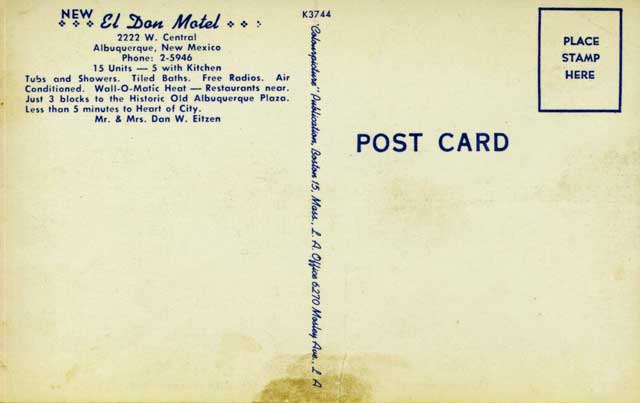 NEW
El Don Motel
2222 W. Central
Albuquerque, New Mexico
Phone: 2-5946
15 Units — 5 with Kitchen
Tubs and Showers. Tiled Baths. Free Radios. Air
Conditioned. Wall-O-Matic Heat — Restaurants near.
Just 3 blocks to the Historic Old Albuquerque Plaza.
Less than 5 minutes to Heart of City.
Mr. & Mrs. Dan W. Eitzen
K3744
"Colourpicture" Publication, Boston 15, Mass., L. A. Office 6270 Mosley Ave., L A
POST CARD
PLACE
STAMP
HERE